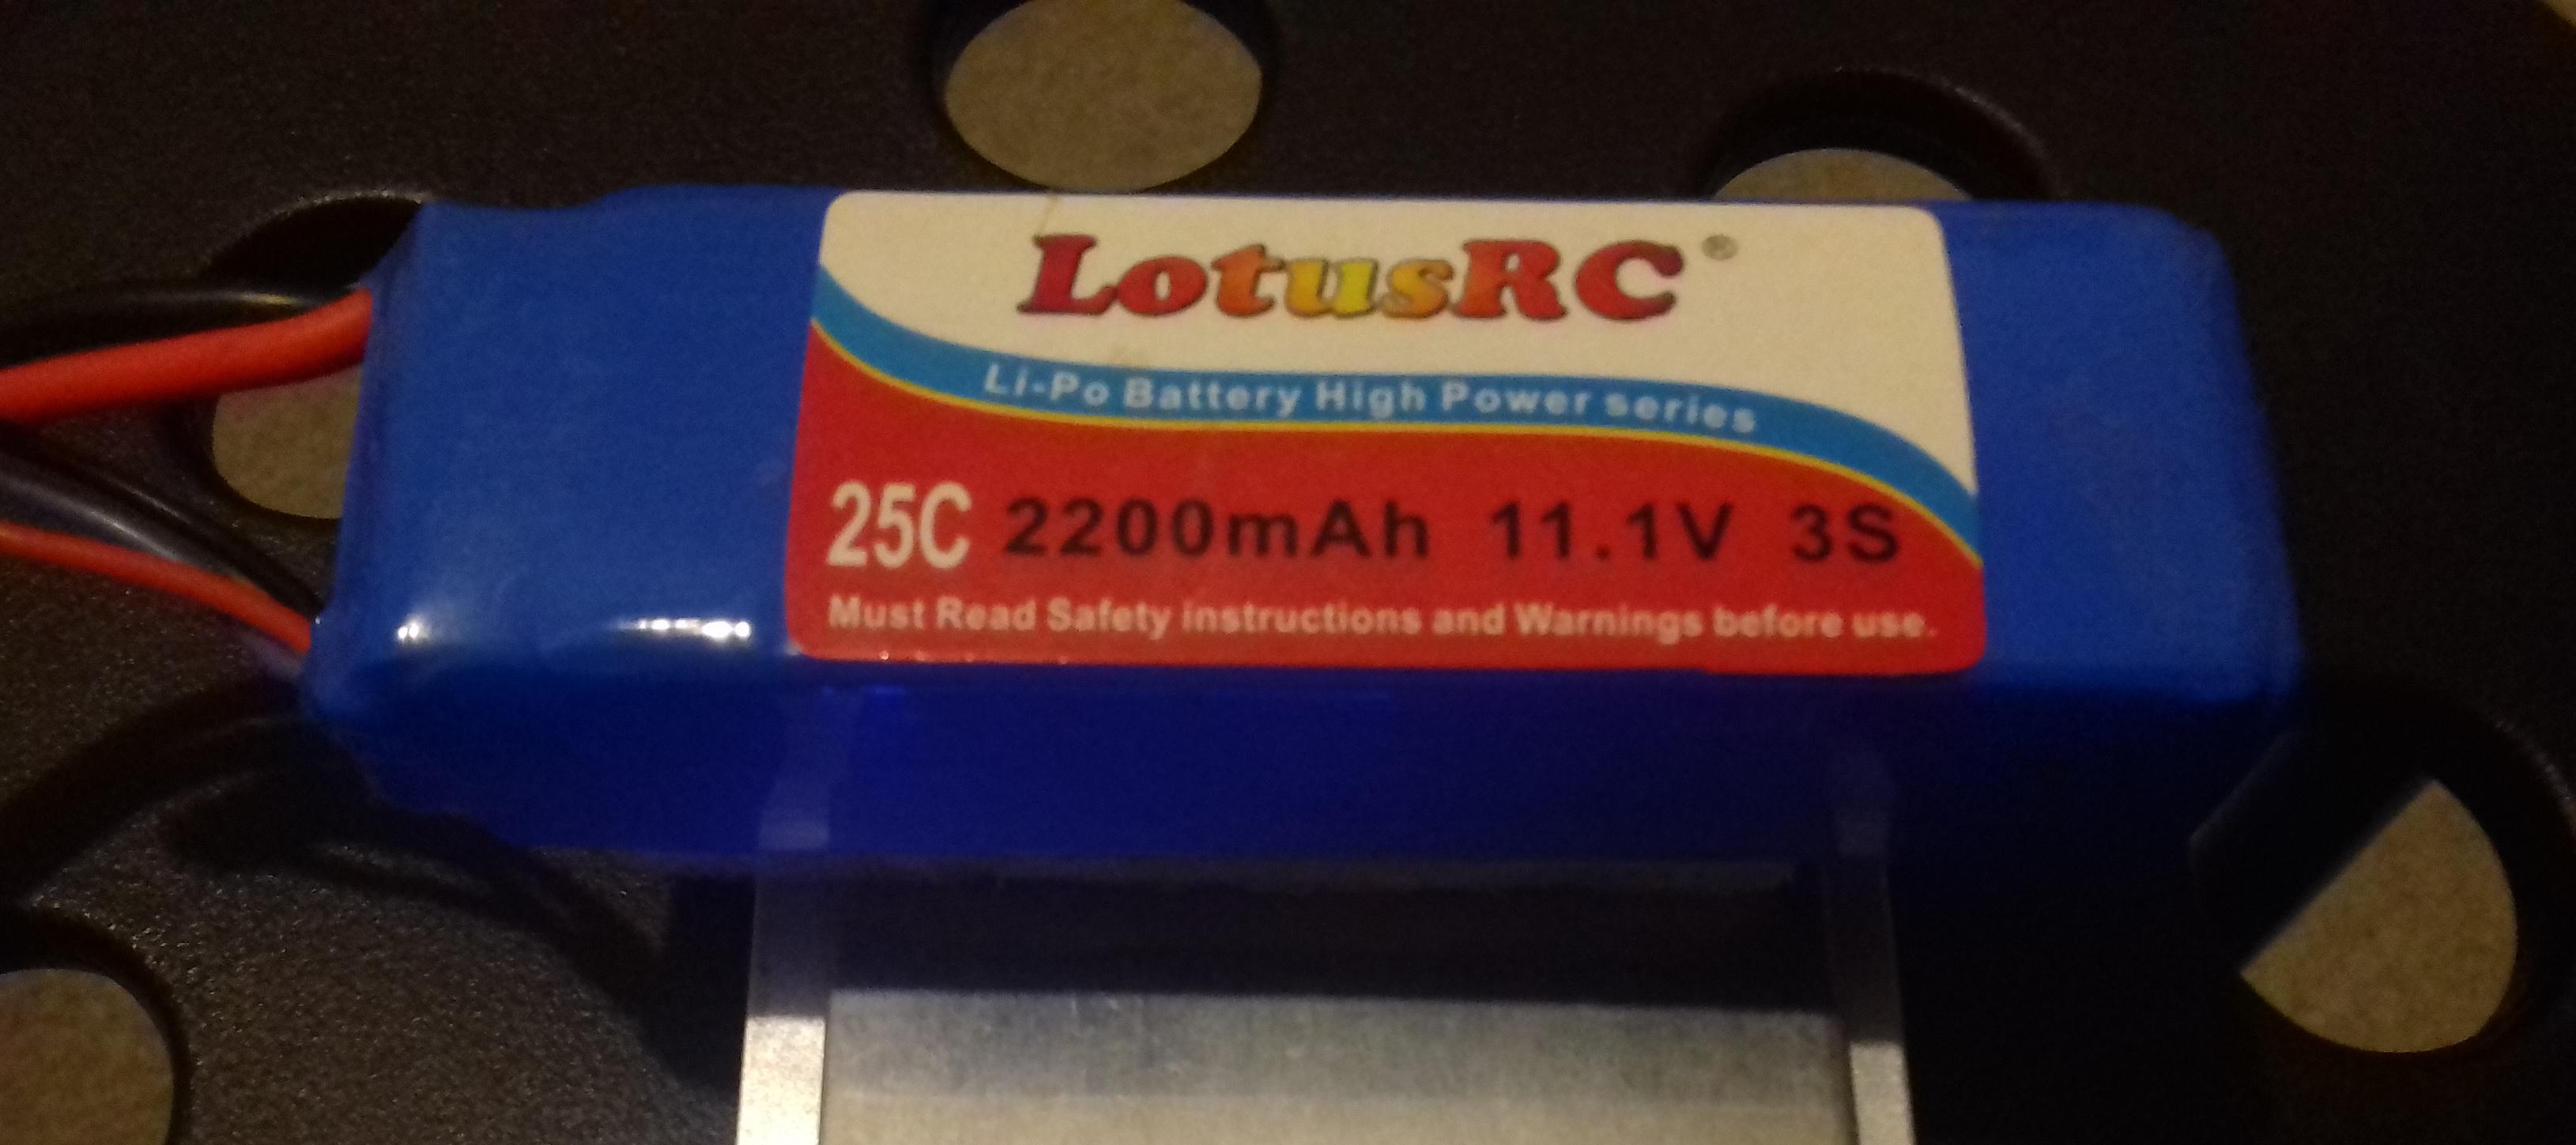 LotusRC®
Li-Po Battery High Power series
25C 2200mAh 11.1V 3S
Must Read Safety instructions and Warnings before use.